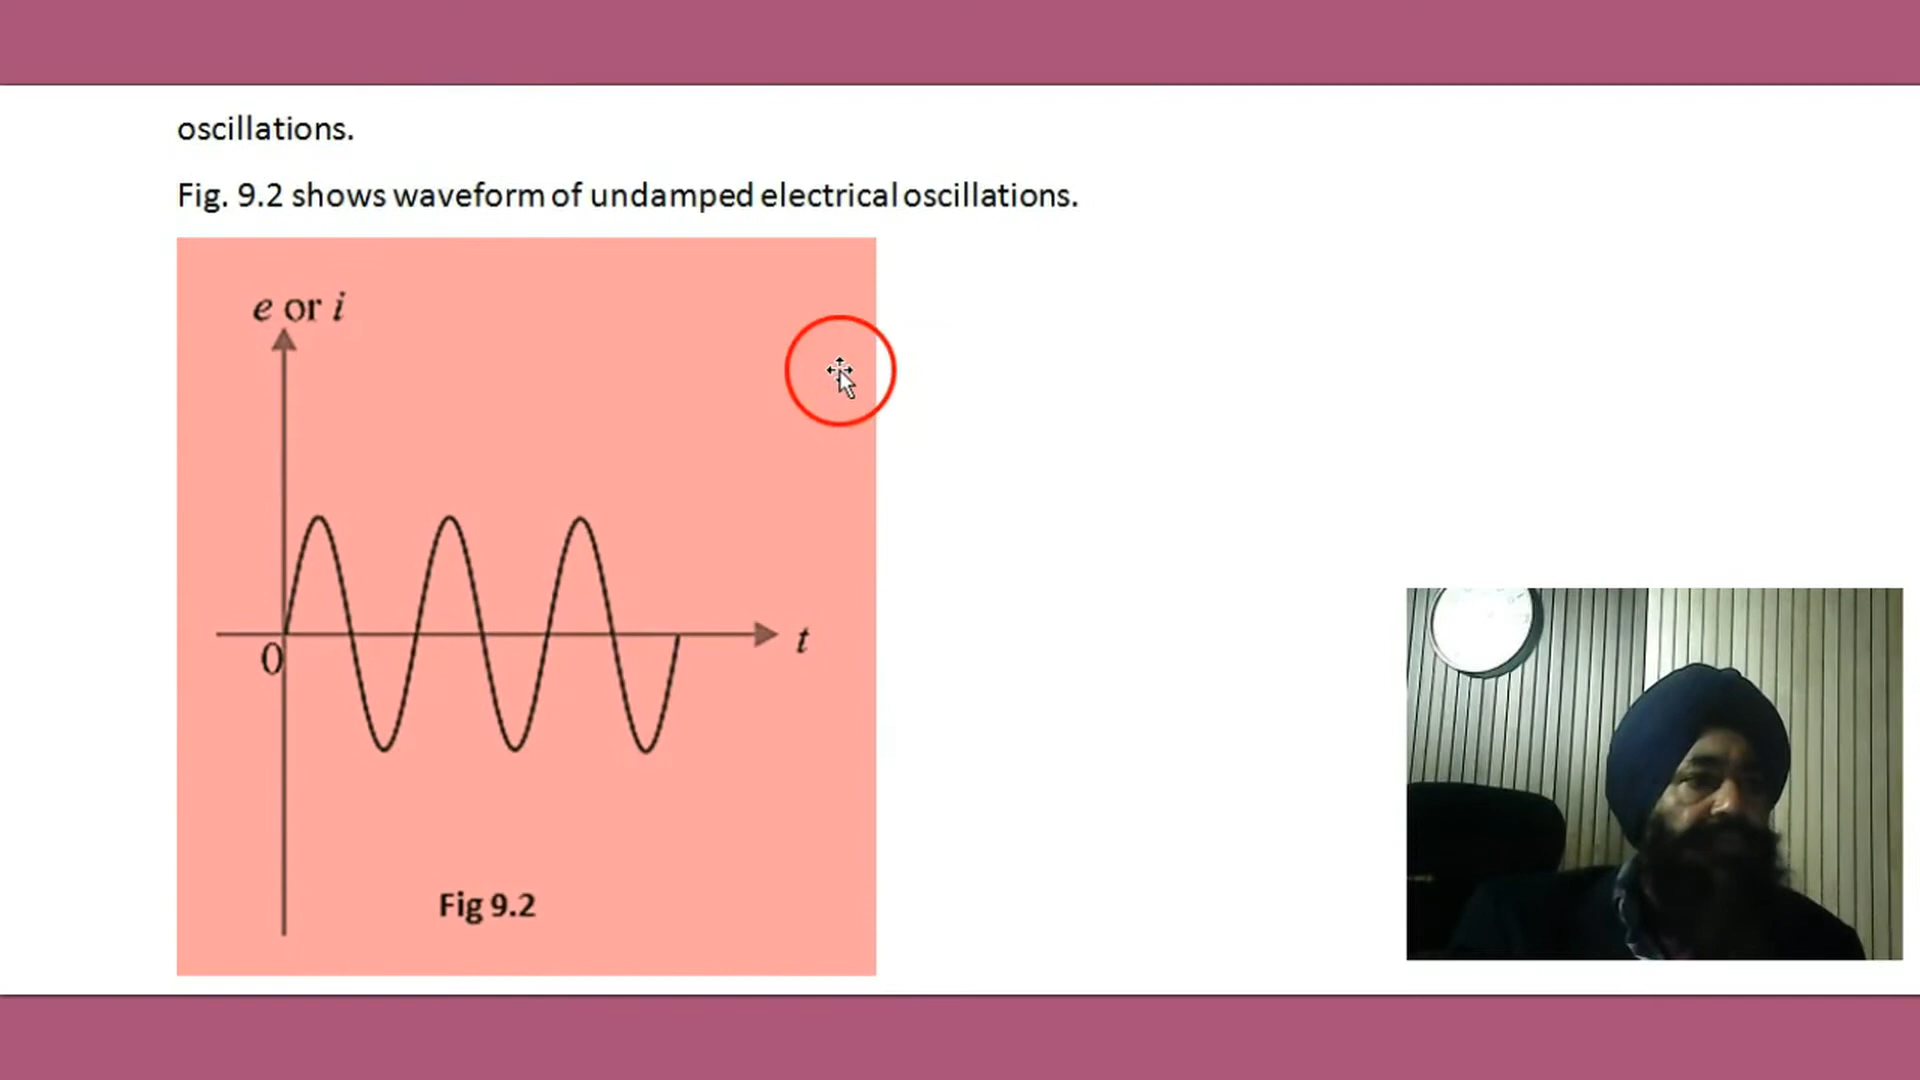 oscillations.
Fig. 9.2 shows waveform of undamped electrical oscillations.
e or i
0
t
Fig 9.2